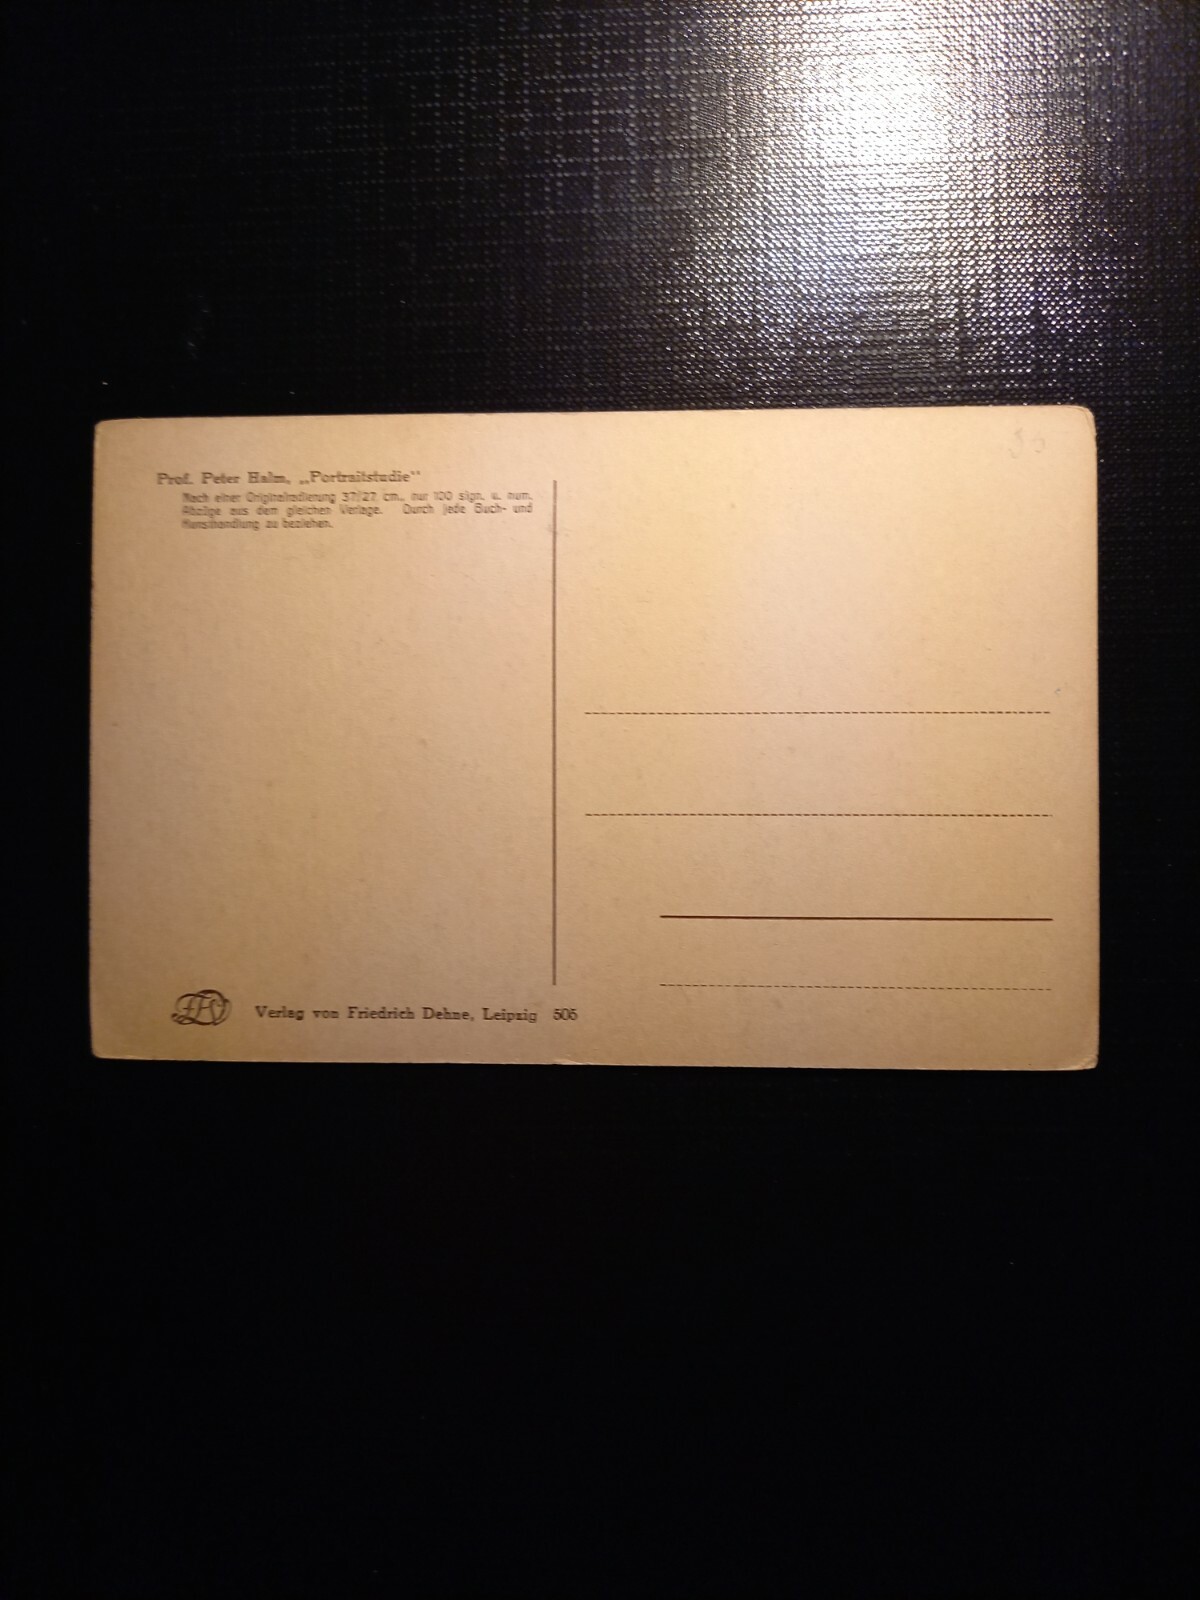 Prof. Peter Halm, „Portraitstudie“
Nach einer Originalradierung 37/27 cm., nur 100 sign. u. num.
Abzüge aus dem gleichen Verlage. Durch jede Buch- und
Kunsthandlung zu beziehen.
Verlag von Friedrich Dehne, Leipzig 505